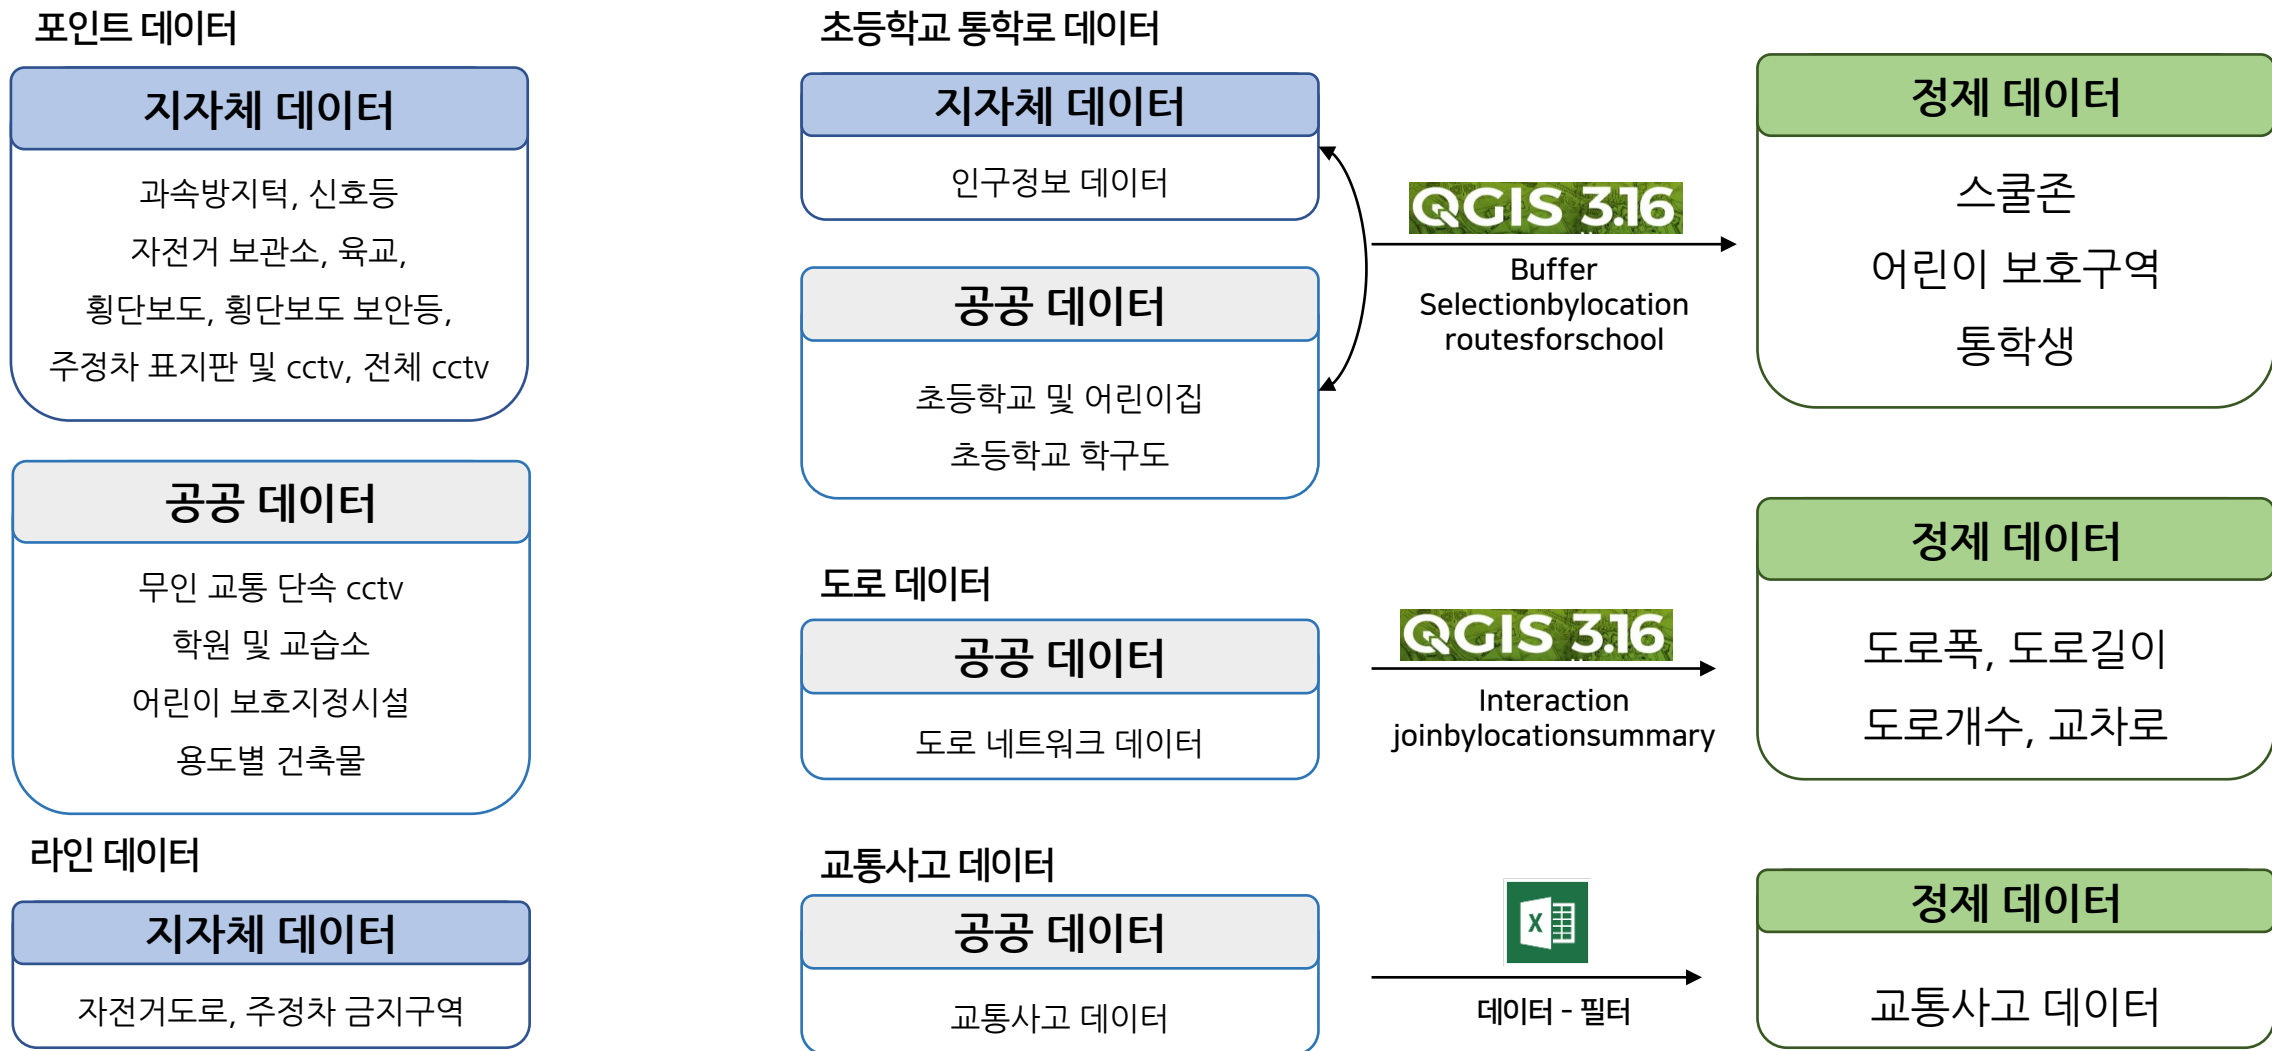 포인트 데이터
지자체 데이터
과속방지턱, 신호등
자전거 보관소, 육교,
횡단보도, 횡단보도 보안등,
주정차 표지판 및 cctv, 전체 cctv
공공 데이터
무인 교통 단속 cctv
학원 및 교습소
어린이 보호지정시설
용도별 건축물
라인 데이터
지자체 데이터
자전거도로, 주정차 금지구역
초등학교 통학로 데이터
지자체 데이터
인구정보 데이터
공공 데이터
초등학교 및 어린이집
초등학교 학구도
QGIS 3.16
Buffer
Selectionbylocation
routesforschool
정제 데이터
스쿨존
어린이 보호구역
통학생
도로 데이터
공공 데이터
도로 네트워크 데이터
QGIS 3.16
Interaction
joinbylocationsummary
정제 데이터
도로폭, 도로길이
도로개수, 교차로
교통사고 데이터
공공 데이터
교통사고 데이터
X
데이터 - 필터
정제 데이터
교통사고 데이터